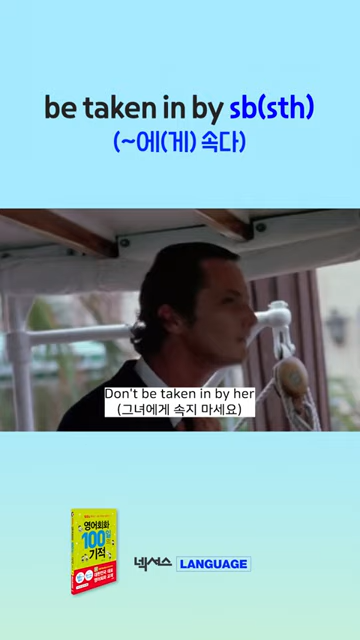 be taken in by sb(sth)
(~에(게) 속다)
Don't be taken in by her
(그녀에게 속지 마세요)
영어회화
100일의
기적
넥서스 LANGUAGE